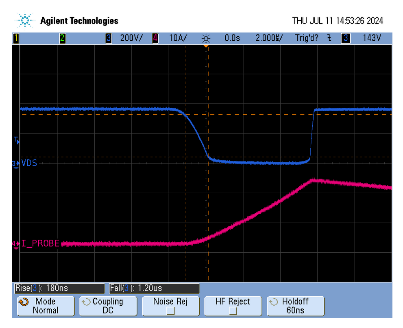 Agilent Technologies THU JUL 11 14:53:26 2024
1 2 3 200V/ 4 10A/ 0.0s 2.000%/ Trig'd? 3 143V
VDS
I_PROBE
Rise(3): 180ns Fall(3): 1.20us
Mode Coupling Noise Rej HF Reject Holdoff
Normal DC 60ns